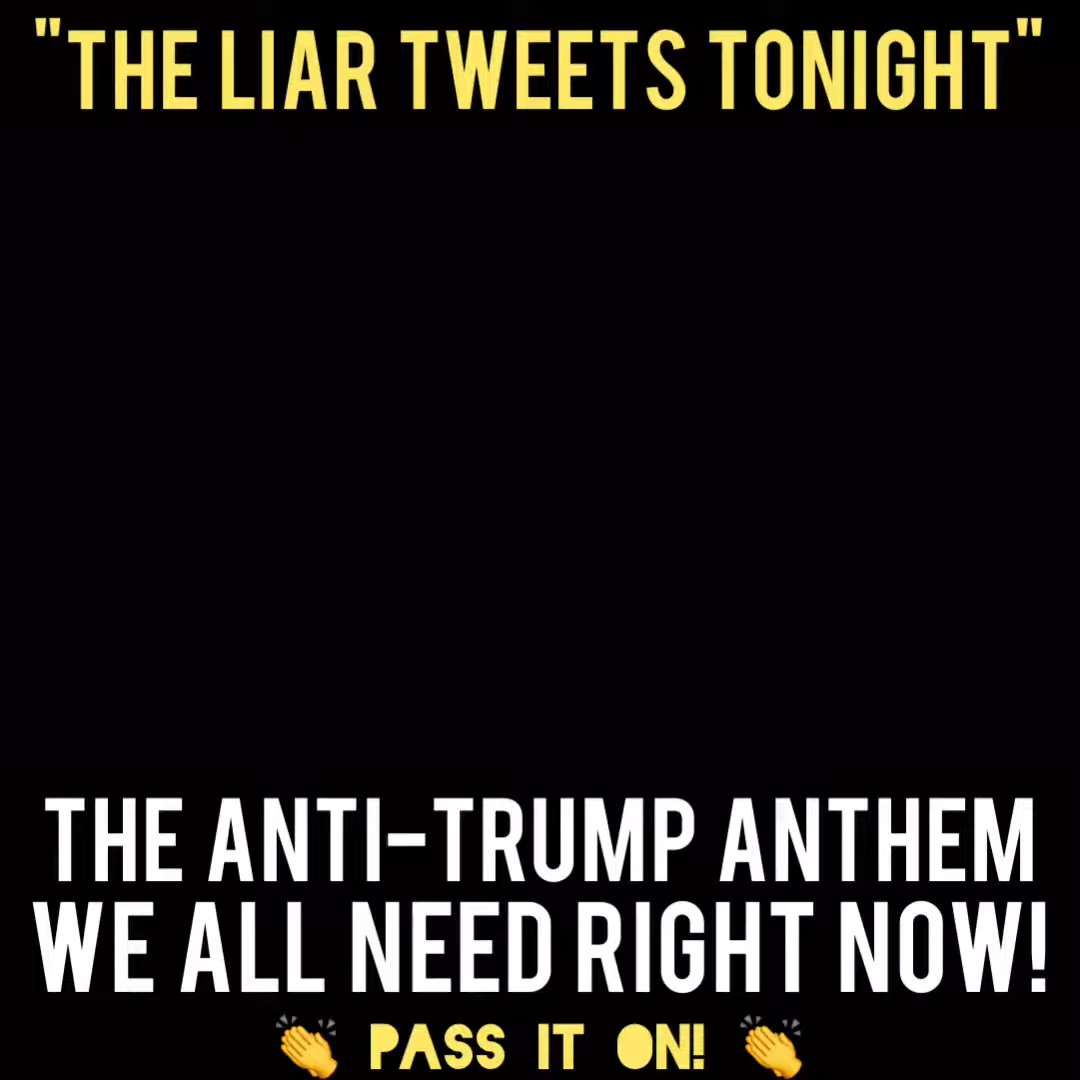 "THE LIAR TWEETS TONIGHT"
THE ANTI-TRUMP ANTHEM
WE ALL NEED RIGHT NOW!
👏 PASS IT ON! 👏